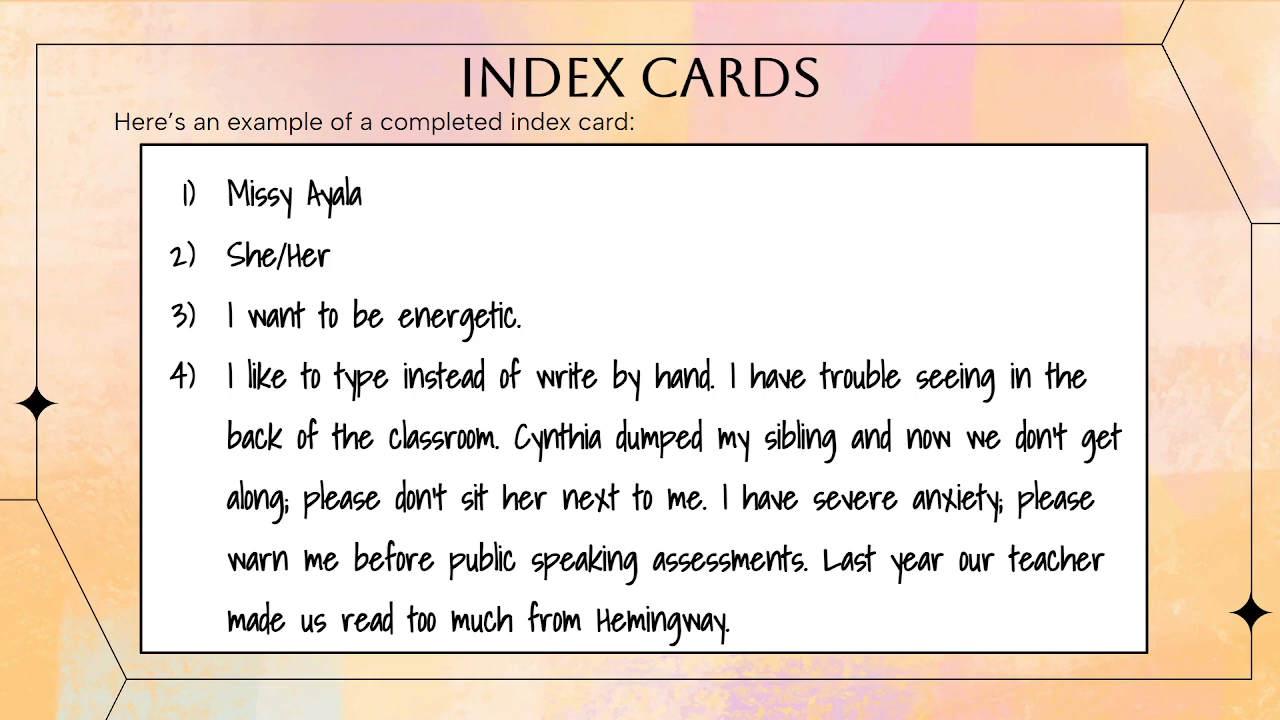 INDEX CARDS
Here's an example of a completed index card:
1) Missy Ayala
2) She/Her
3) I want to be energetic.
4) I like to type instead of write by hand. I have trouble seeing in the
back of the classroom. Cynthia dumped my sibling and now we don't get
along; please don't sit her next to me. I have severe anxiety; please
warn me before public speaking assessments. Last year our teacher
made us read too much from Hemingway.